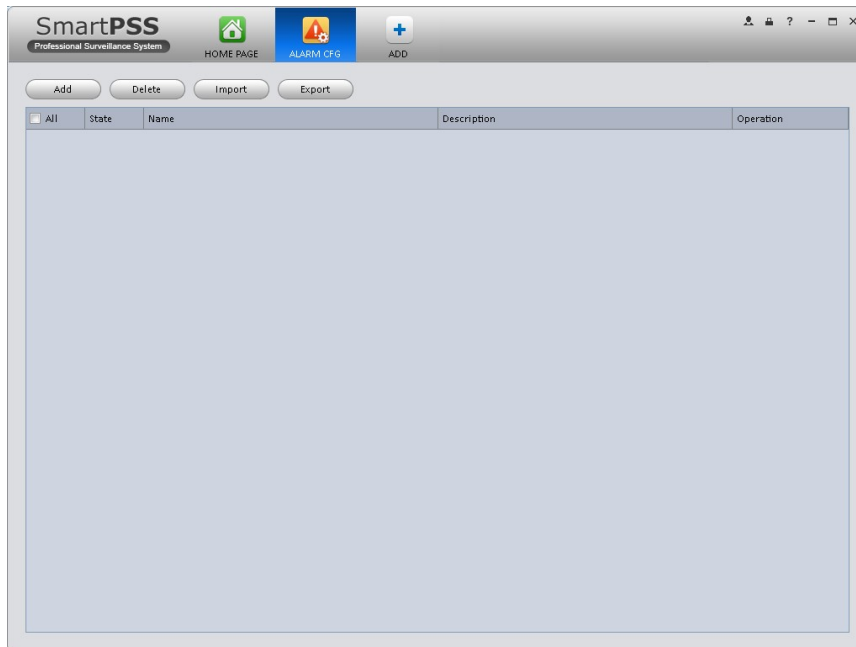 SmartPSS
Professional Surveillance System
HOME PAGE
ALARM CFG
ADD
?
Add
Delete
Import
Export
All
State
Name
Description
Operation